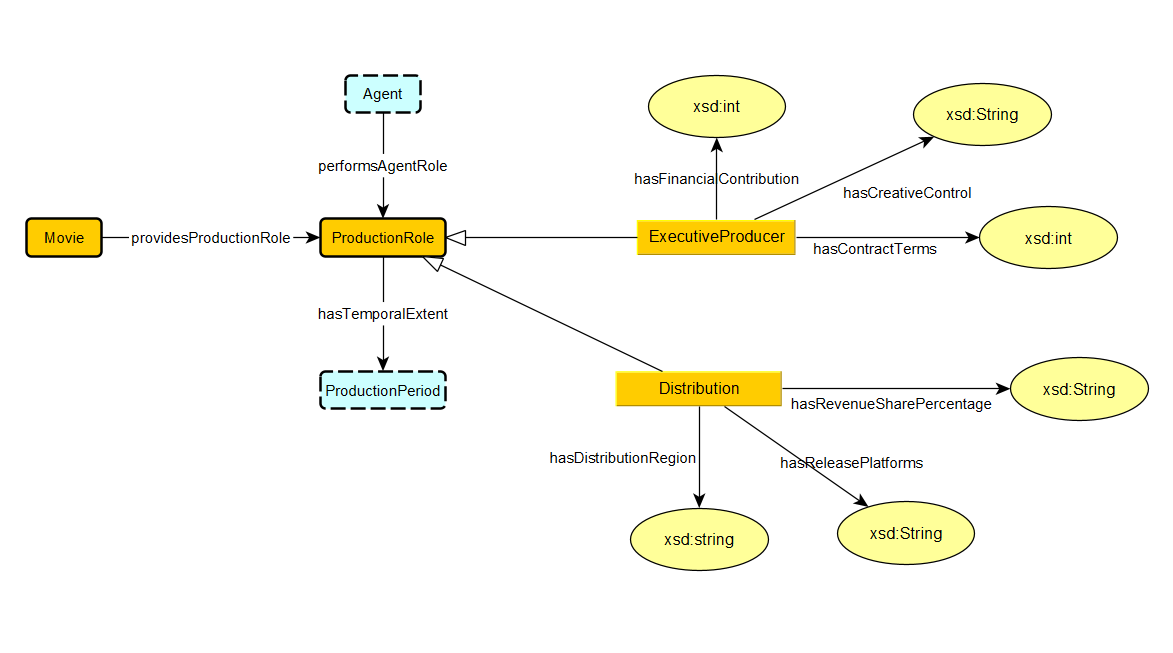 Agent
xsd:int
xsd:String
performsAgentRole
hasFinancialContribution
hasCreativeControl
Movie
providesProductionRole
ProductionRole
ExecutiveProducer
hasContractTerms
xsd:int
hasTemporalExtent
ProductionPeriod
Distribution
hasRevenueSharePercentage
xsd:String
hasDistributionRegion
hasReleasePlatforms
xsd:string
xsd:String